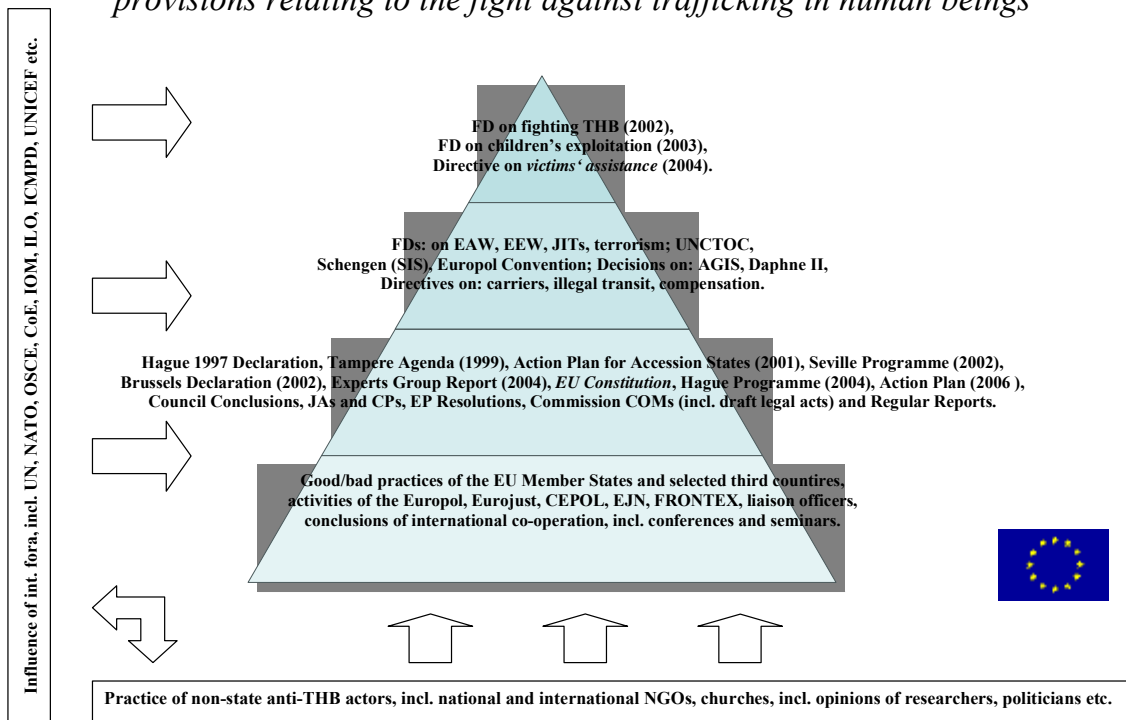 provisions relating to the fight against trafficking in human beings
Influence of int. fora, incl. UN, NATO, OSCE, CoE, IOM, ILO, ICMPD, UNICEF etc.
FD on fighting THB (2002),
FD on children's exploitation (2003),
Directive on victims‘ assistance (2004).
FDs: on EAW, EEW, JITs, terrorism; UNCTOC,
Schengen (SIS), Europol Convention; Decisions on: AGIS, Daphne II,
Directives on: carriers, illegal transit, compensation.
Hague 1997 Declaration, Tampere Agenda (1999), Action Plan for Accession States (2001), Seville Programme (2002),
Brussels Declaration (2002), Experts Group Report (2004), EU Constitution, Hague Programme (2004), Action Plan (2006 ),
Council Conclusions, JAs and CPs, EP Resolutions, Commission COMs (incl. draft legal acts) and Regular Reports.
Good/bad practices of the EU Member States and selected third countires,
activities of the Europol, Eurojust, CEPOL, EJN, FRONTEX, liaison officers,
conclusions of international co-operation, incl. conferences and seminars.
Practice of non-state anti-THB actors, incl. national and international NGOs, churches, incl. opinions of researchers, politicians etc.